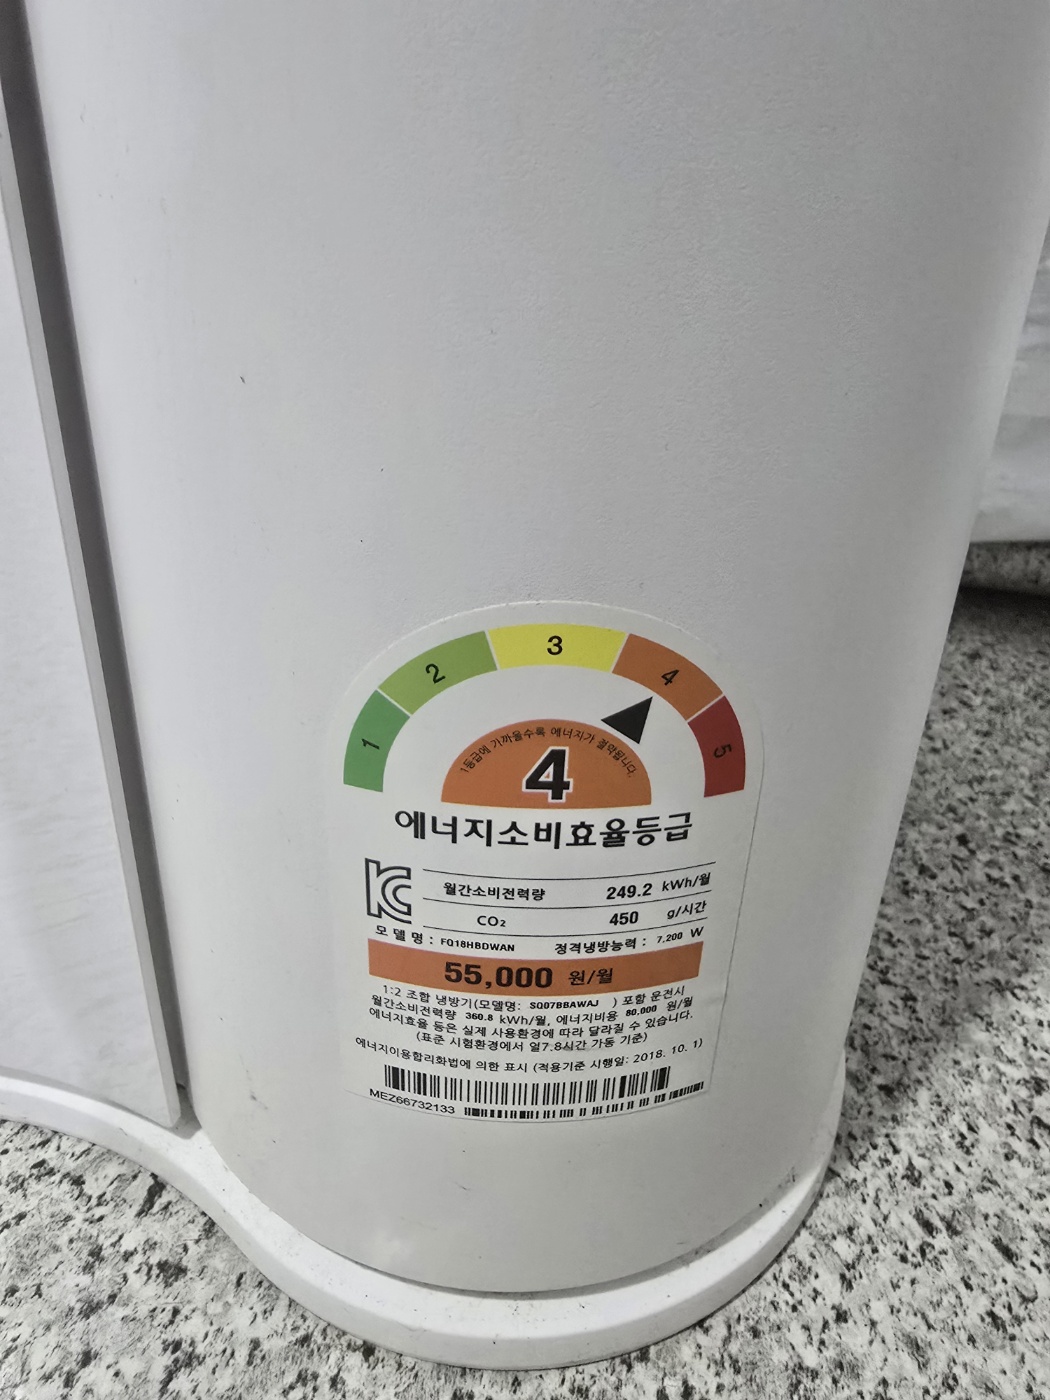 1 2 3 4 5
1등급에 가까울수록 에너지가 절약됩니다.
4
에너지소비효율등급
KC 월간소비전력량 249.2 kWh/월
CO₂ 450 g/시간
모 델 명 : FQ18HBDWAN 정격냉방능력 : 7,200 W
55,000 원/월
1:2 조합 냉방기(모델명: SQ07BBAWAJ ) 포함 운전시
월간소비전력량 360.8 kWh/월, 에너지비용 80,000 원/월
에너지효율 등은 실제 사용환경에 따라 달라질 수 있습니다.
(표준 시험환경에서 일7.8시간 가동 기준)
에너지이용합리화법에 의한 표시 (적용기준 시행일: 2018. 10. 1)
MEZ66732133